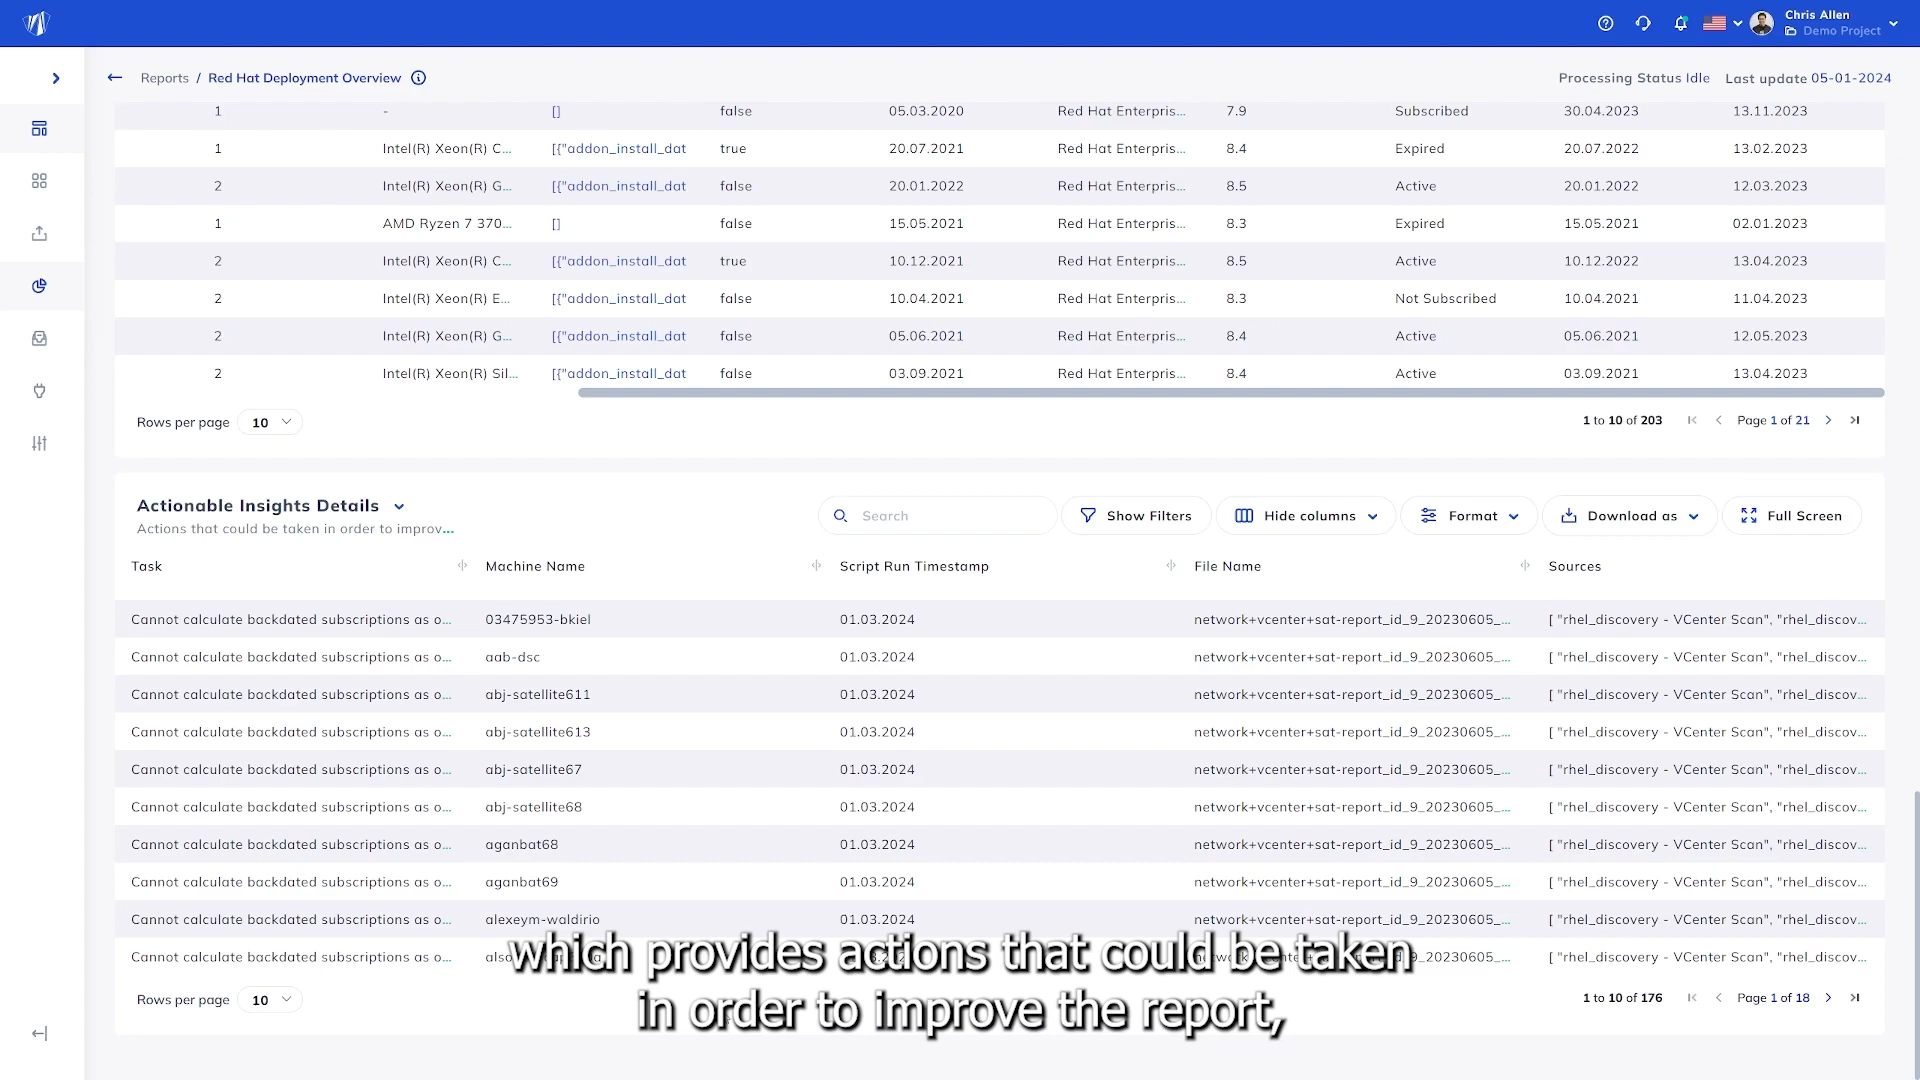 Chris Allen
Demo Project
Reports / Red Hat Deployment Overview
Processing Status Idle Last update 05-01-2024
1 - [] false 05.03.2020 Red Hat Enterpris... 7.9 Subscribed 30.04.2023 13.11.2023
1 Intel(R) Xeon(R) C... [{"addon_install_dat true 20.07.2021 Red Hat Enterpris... 8.4 Expired 20.07.2022 13.02.2023
2 Intel(R) Xeon(R) G... [{"addon_install_dat false 20.01.2022 Red Hat Enterpris... 8.5 Active 20.01.2022 12.03.2023
1 AMD Ryzen 7 370... [] false 15.05.2021 Red Hat Enterpris... 8.3 Expired 15.05.2021 02.01.2023
2 Intel(R) Xeon(R) C... [{"addon_install_dat true 10.12.2021 Red Hat Enterpris... 8.5 Active 10.12.2022 13.04.2023
2 Intel(R) Xeon(R) E... [{"addon_install_dat false 10.04.2021 Red Hat Enterpris... 8.3 Not Subscribed 10.04.2021 11.04.2023
2 Intel(R) Xeon(R) G... [{"addon_install_dat false 05.06.2021 Red Hat Enterpris... 8.4 Active 05.06.2021 12.05.2023
2 Intel(R) Xeon(R) Sil... [{"addon_install_dat false 03.09.2021 Red Hat Enterpris... 8.4 Active 03.09.2021 13.04.2023
Rows per page 10 1 to 10 of 203 Page 1 of 21
Actionable Insights Details
Actions that could be taken in order to improv...
Search Show Filters Hide columns Format Download as Full Screen
Task Machine Name Script Run Timestamp File Name Sources
Cannot calculate backdated subscriptions as o... 03475953-bkiel 01.03.2024 network+vcenter+sat-report_id_9_20230605_... [ "rhel_discovery - VCenter Scan", "rhel_discov...
Cannot calculate backdated subscriptions as o... aab-dsc 01.03.2024 network+vcenter+sat-report_id_9_20230605_... [ "rhel_discovery - VCenter Scan", "rhel_discov...
Cannot calculate backdated subscriptions as o... abj-satellite611 01.03.2024 network+vcenter+sat-report_id_9_20230605_... [ "rhel_discovery - VCenter Scan", "rhel_discov...
Cannot calculate backdated subscriptions as o... abj-satellite613 01.03.2024 network+vcenter+sat-report_id_9_20230605_... [ "rhel_discovery - VCenter Scan", "rhel_discov...
Cannot calculate backdated subscriptions as o... abj-satellite67 01.03.2024 network+vcenter+sat-report_id_9_20230605_... [ "rhel_discovery - VCenter Scan", "rhel_discov...
Cannot calculate backdated subscriptions as o... abj-satellite68 01.03.2024 network+vcenter+sat-report_id_9_20230605_... [ "rhel_discovery - VCenter Scan", "rhel_discov...
Cannot calculate backdated subscriptions as o... aganbat68 01.03.2024 network+vcenter+sat-report_id_9_20230605_... [ "rhel_discovery - VCenter Scan", "rhel_discov...
Cannot calculate backdated subscriptions as o... aganbat69 01.03.2024 network+vcenter+sat-report_id_9_20230605_... [ "rhel_discovery - VCenter Scan", "rhel_discov...
Cannot calculate backdated subscriptions as o... alexeym-waldirio 01.03.2024 network+vcenter+sat-report_id_9_20230605_... [ "rhel_discovery - VCenter Scan", "rhel_discov...
Cannot calculate backdated subscriptions as o... [ "rhel_discovery - VCenter Scan", "rhel_discov...
which provides actions that could be taken
in order to improve the report,
Rows per page 10 1 to 10 of 176 Page 1 of 18